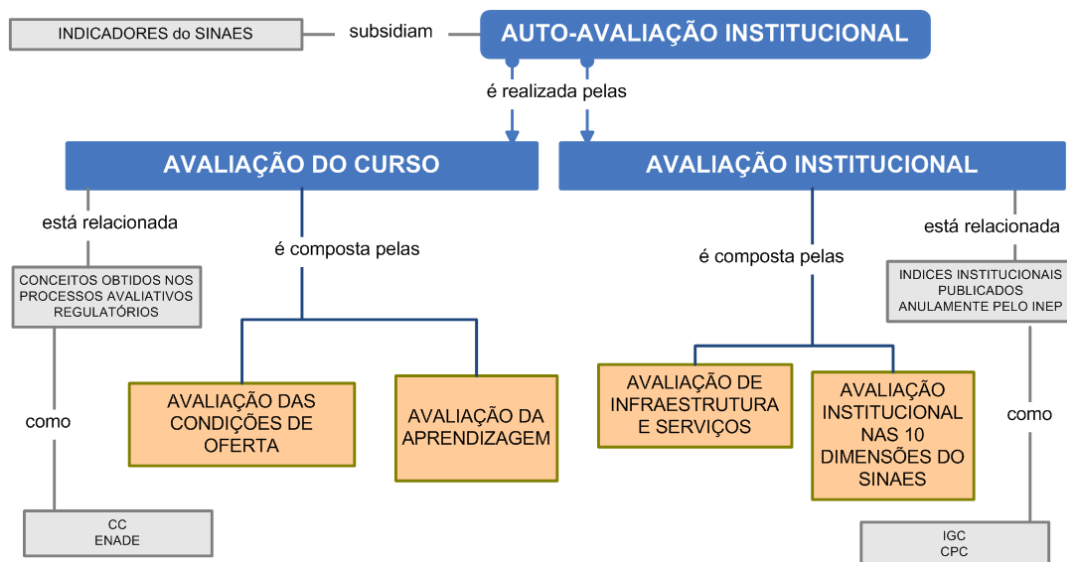 INDICADORES do SINAES
subsidiam
AUTO-AVALIAÇÃO INSTITUCIONAL
é realizada pelas
AVALIAÇÃO DO CURSO
AVALIAÇÃO INSTITUCIONAL
está relacionada
é composta pelas
é composta pelas
está relacionada
CONCEITOS OBTIDOS NOS
PROCESSOS AVALIATIVOS
REGULATÓRIOS
INDICES INSTITUCIONAIS
PUBLICADOS
ANULAMENTE PELO INEP
AVALIAÇÃO DAS
CONDIÇÕES DE
OFERTA
AVALIAÇÃO DA
APRENDIZAGEM
AVALIAÇÃO DE
INFRAESTRUTURA
E SERVIÇOS
AVALIAÇÃO
INSTITUCIONAL
NAS 10
DIMENSÕES DO
SINAES
como
como
CC
ENADE
IGC
CPC